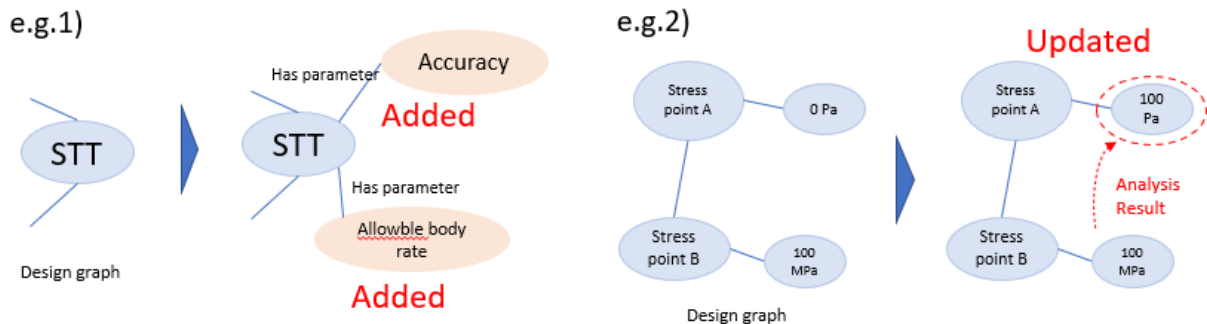 e.g.1)
STT
Design graph
Has parameter
Accuracy
Added
STT
Has parameter
Allowble body
rate
Added
e.g.2)
Stress
point A
0 Pa
Stress
point B
100
MPa
Design graph
Updated
Stress
point A
100
Pa
Analysis
Result
Stress
point B
100
MPa